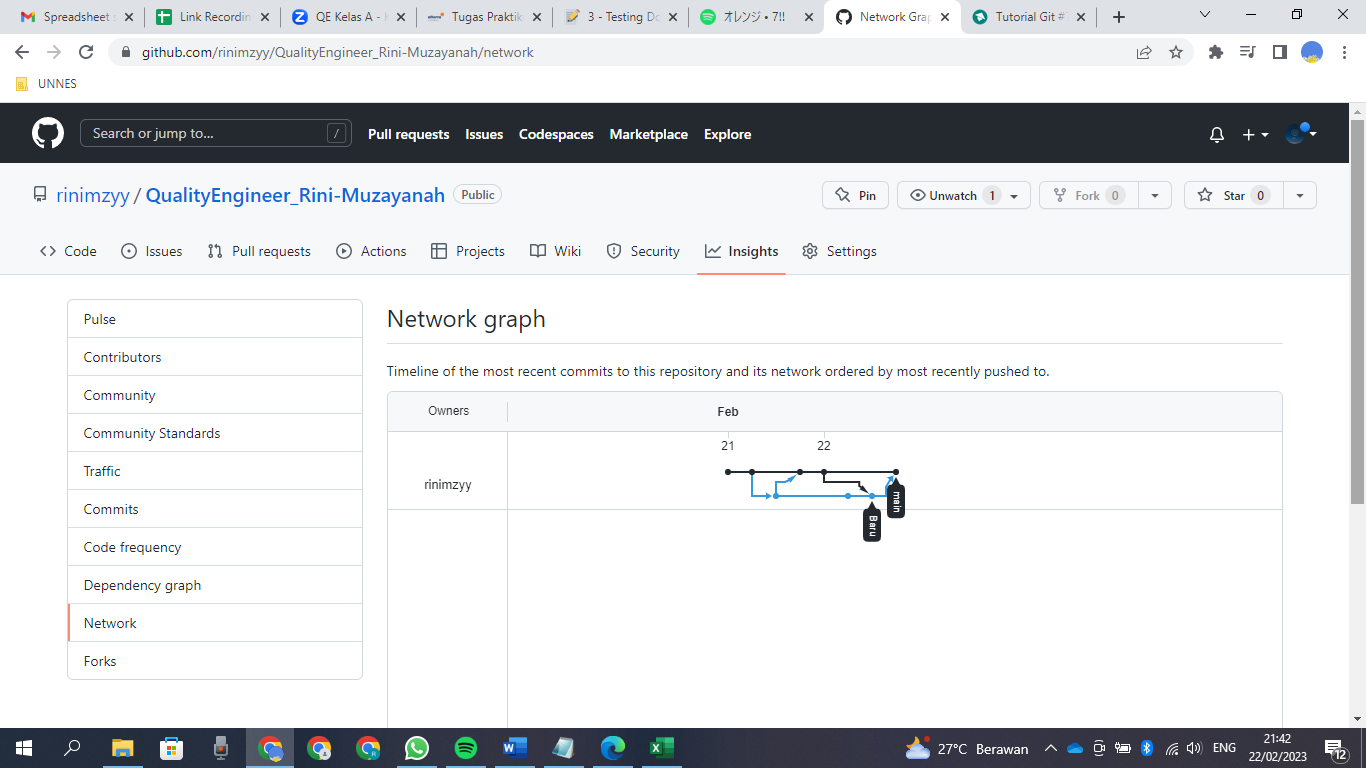 Spreadsheet s
Link Recordin
QE Kelas A -
Tugas Praktik
3 - Testing Do
オレンジ • 7!!
Network Grap
Tutorial Git #
github.com/rinimzyy/QualityEngineer_Rini-Muzayanah/network
UNNES
Search or jump to... /
Pull requests Issues Codespaces Marketplace Explore
rinimzyy / QualityEngineer_Rini-Muzayanah Public
Pin Unwatch 1 Fork 0 Star 0
Code Issues Pull requests Actions Projects Wiki Security Insights Settings
Pulse
Contributors
Community
Community Standards
Traffic
Commits
Code frequency
Dependency graph
Network
Forks
Network graph
Timeline of the most recent commits to this repository and its network ordered by most recently pushed to.
Owners Feb
21 22
rinimzyy
main
Baru
27°C Berawan
ENG
21:42
22/02/2023
12